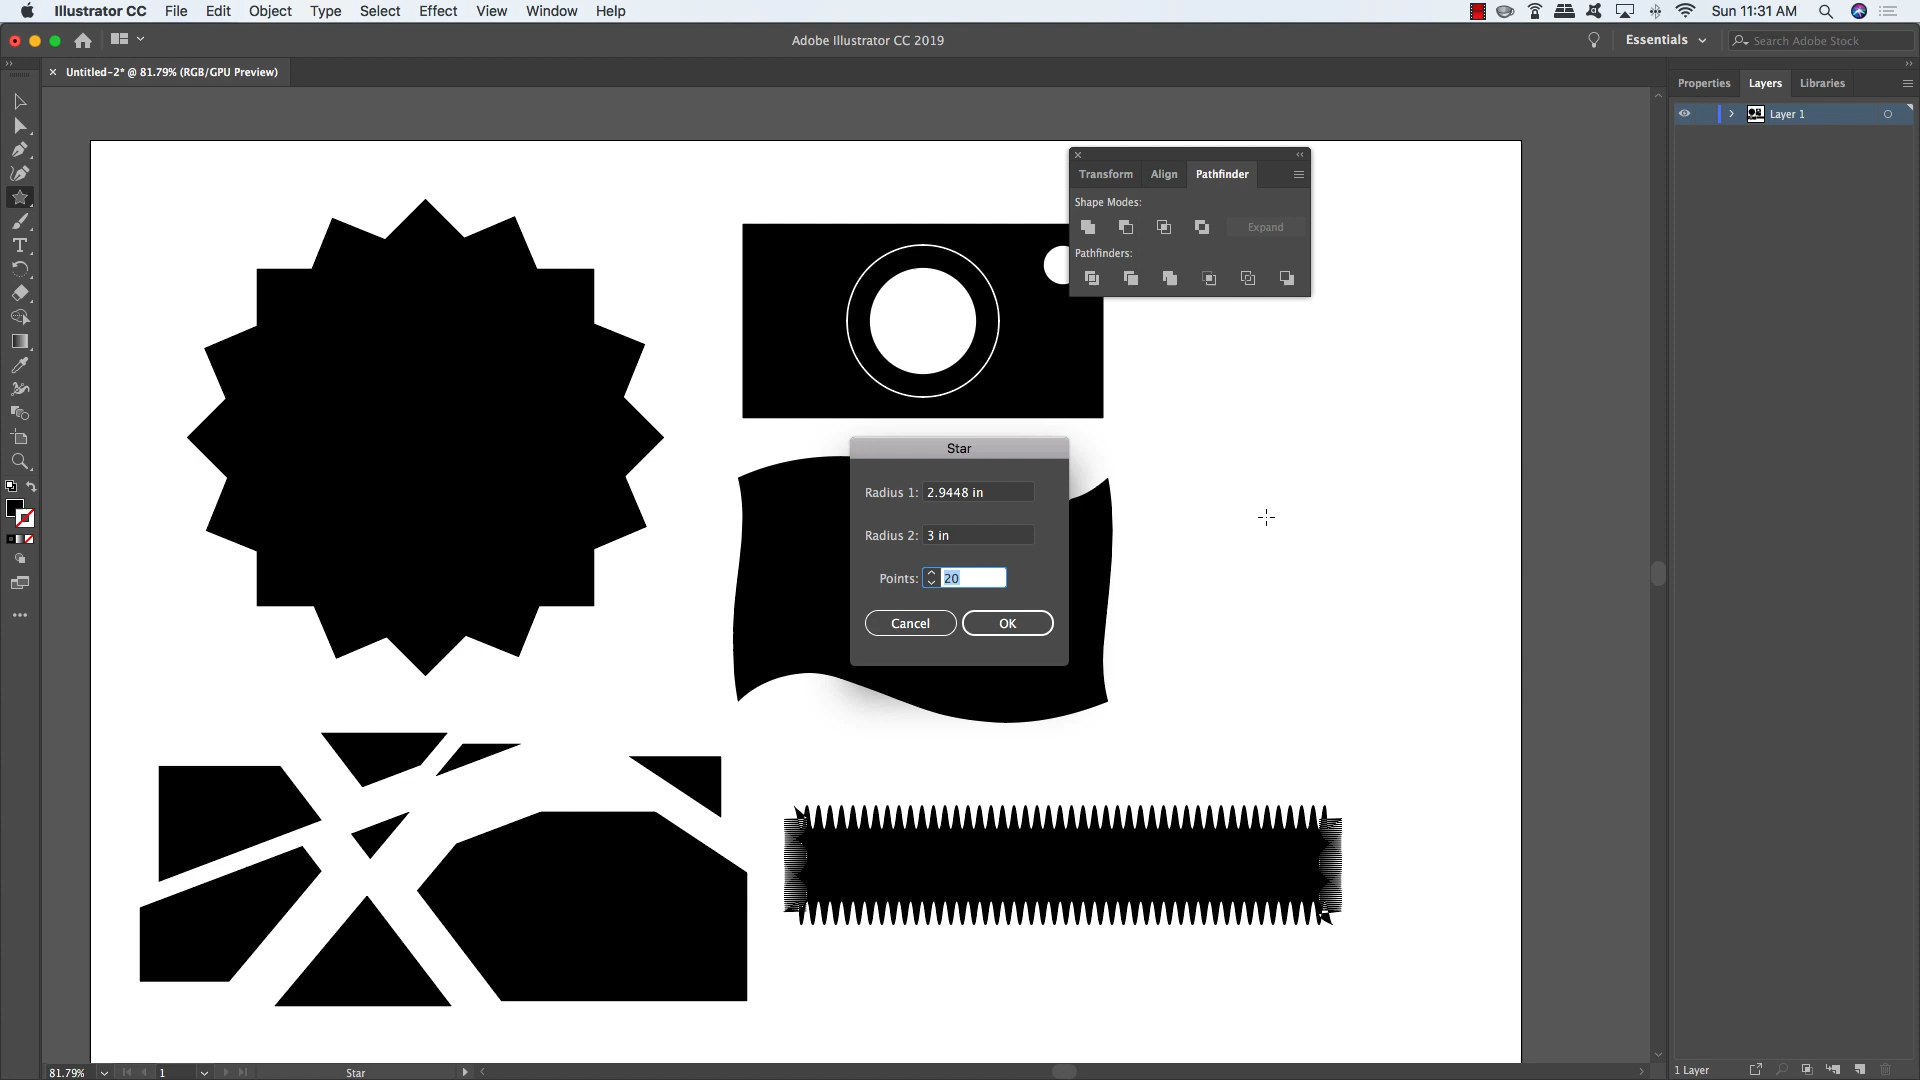 Illustrator CC File Edit Object Type Select Effect View Window Help Sun 11:31 AM
Adobe Illustrator CC 2019 Essentials Search Adobe Stock
Untitled-2* @ 81.79% (RGB/GPU Preview)
Properties Layers Libraries
Layer 1
Transform Align Pathfinder
Shape Modes:
Expand
Pathfinders:
Star
Radius 1: 2.9448 in
Radius 2: 3 in
Points: 20
Cancel OK
81.79% 1 Star 1 Layer